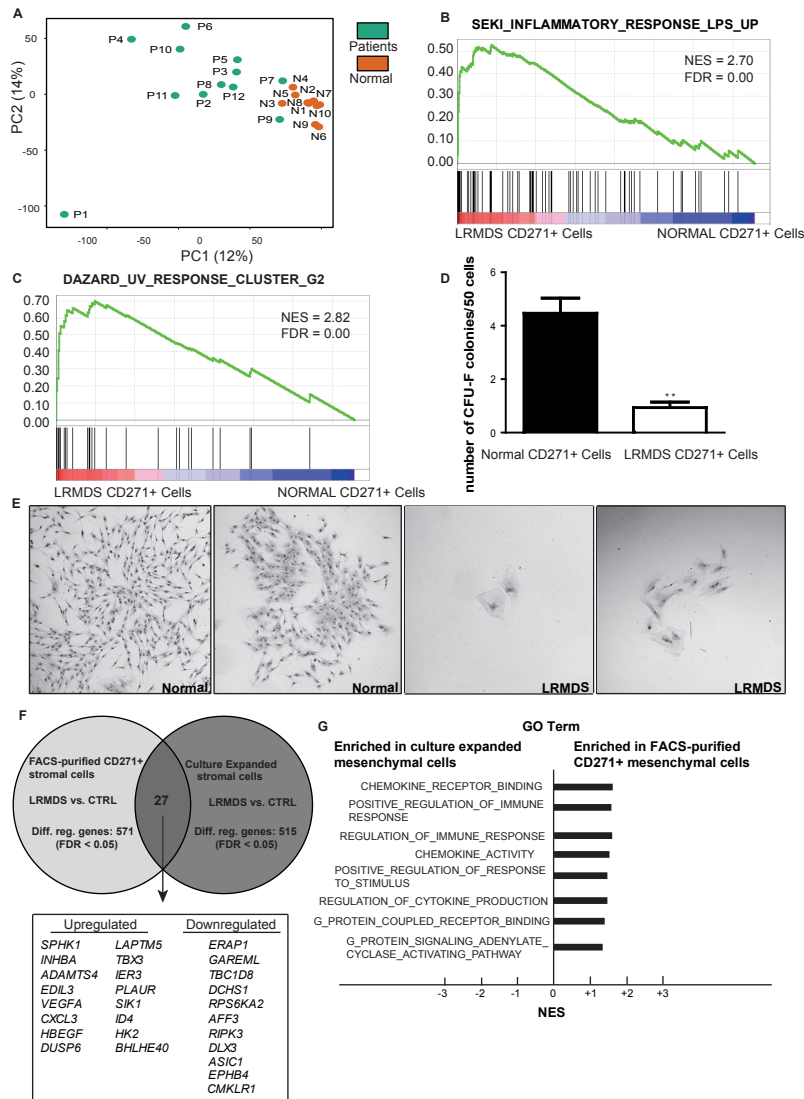 A
50
0
-50
-100
PC2 (14%)
P6
P4
P10
P5
P3
P8
P7
N4
P11
P2
P12
N5
N2
N7
N3
N8
N1
N10
P9
N9
N6
P1
-100
-50
0
50
PC1 (12%)
Patients
Normal
B
SEKI_INFLAMMATORY_RESPONSE_LPS_UP
0.50
0.40
0.30
0.20
0.10
0.00
NES = 2.70
FDR = 0.00
LRMDS CD271+ Cells
NORMAL CD271+ Cells
C
DAZARD_UV_RESPONSE_CLUSTER_G2
0.70
0.60
0.50
0.40
0.30
0.20
0.10
0.00
NES = 2.82
FDR = 0.00
LRMDS CD271+ Cells
NORMAL CD271+ Cells
D
number of CFU-F colonies/50 cells
6
4
2
0
**
Normal CD271+ Cells
LRMDS CD271+ Cells
E
Normal
Normal
LRMDS
LRMDS
F
FACS-purified CD271+
stromal cells
LRMDS vs. CTRL
Diff. reg. genes: 571
(FDR < 0.05)
27
Culture Expanded
stromal cells
LRMDS vs. CTRL
Diff. reg. genes: 515
(FDR < 0.05)
Upregulated
SPHK1 LAPTM5
INHBA TBX3
ADAMTS4 IER3
EDIL3 PLAUR
VEGFA SIK1
CXCL3 ID4
HBEGF HK2
DUSP6 BHLHE40
Downregulated
ERAP1
GAREML
TBC1D8
DCHS1
RPS6KA2
AFF3
RIPK3
DLX3
ASIC1
EPHB4
CMKLR1
G
GO Term
Enriched in culture expanded
mesenchymal cells
Enriched in FACS-purified
CD271+ mesenchymal cells
CHEMOKINE_RECEPTOR_BINDING
POSITIVE_REGULATION_OF_IMMUNE
RESPONSE
REGULATION_OF_IMMUNE_RESPONSE
CHEMOKINE_ACTIVITY
POSITIVE_REGULATION_OF_RESPONSE
TO_STIMULUS
REGULATION_OF_CYTOKINE_PRODUCTION
G_PROTEIN_COUPLED_RECEPTOR_BINDING
G_PROTEIN_SIGNALING_ADENYLATE_
CYCLASE_ACTIVATING_PATHWAY
-3 -2 -1 0 +1 +2 +3
NES